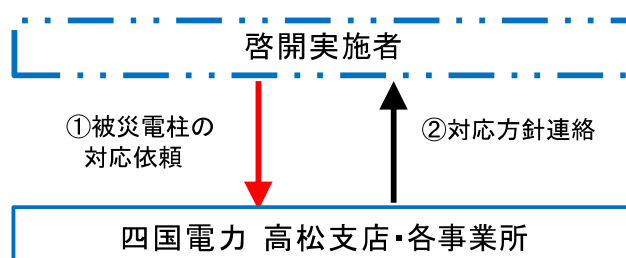 啓開実施者
①被災電柱の
対応依頼
②対応方針連絡
四国電力 高松支店・各事業所